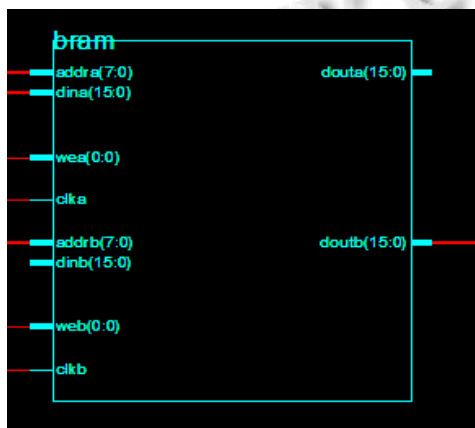 bram
addra(7:0)
douta(15:0)
dina(15:0)
wea(0:0)
clka
addrb(7:0)
doutb(15:0)
dinb(15:0)
web(0:0)
clkb